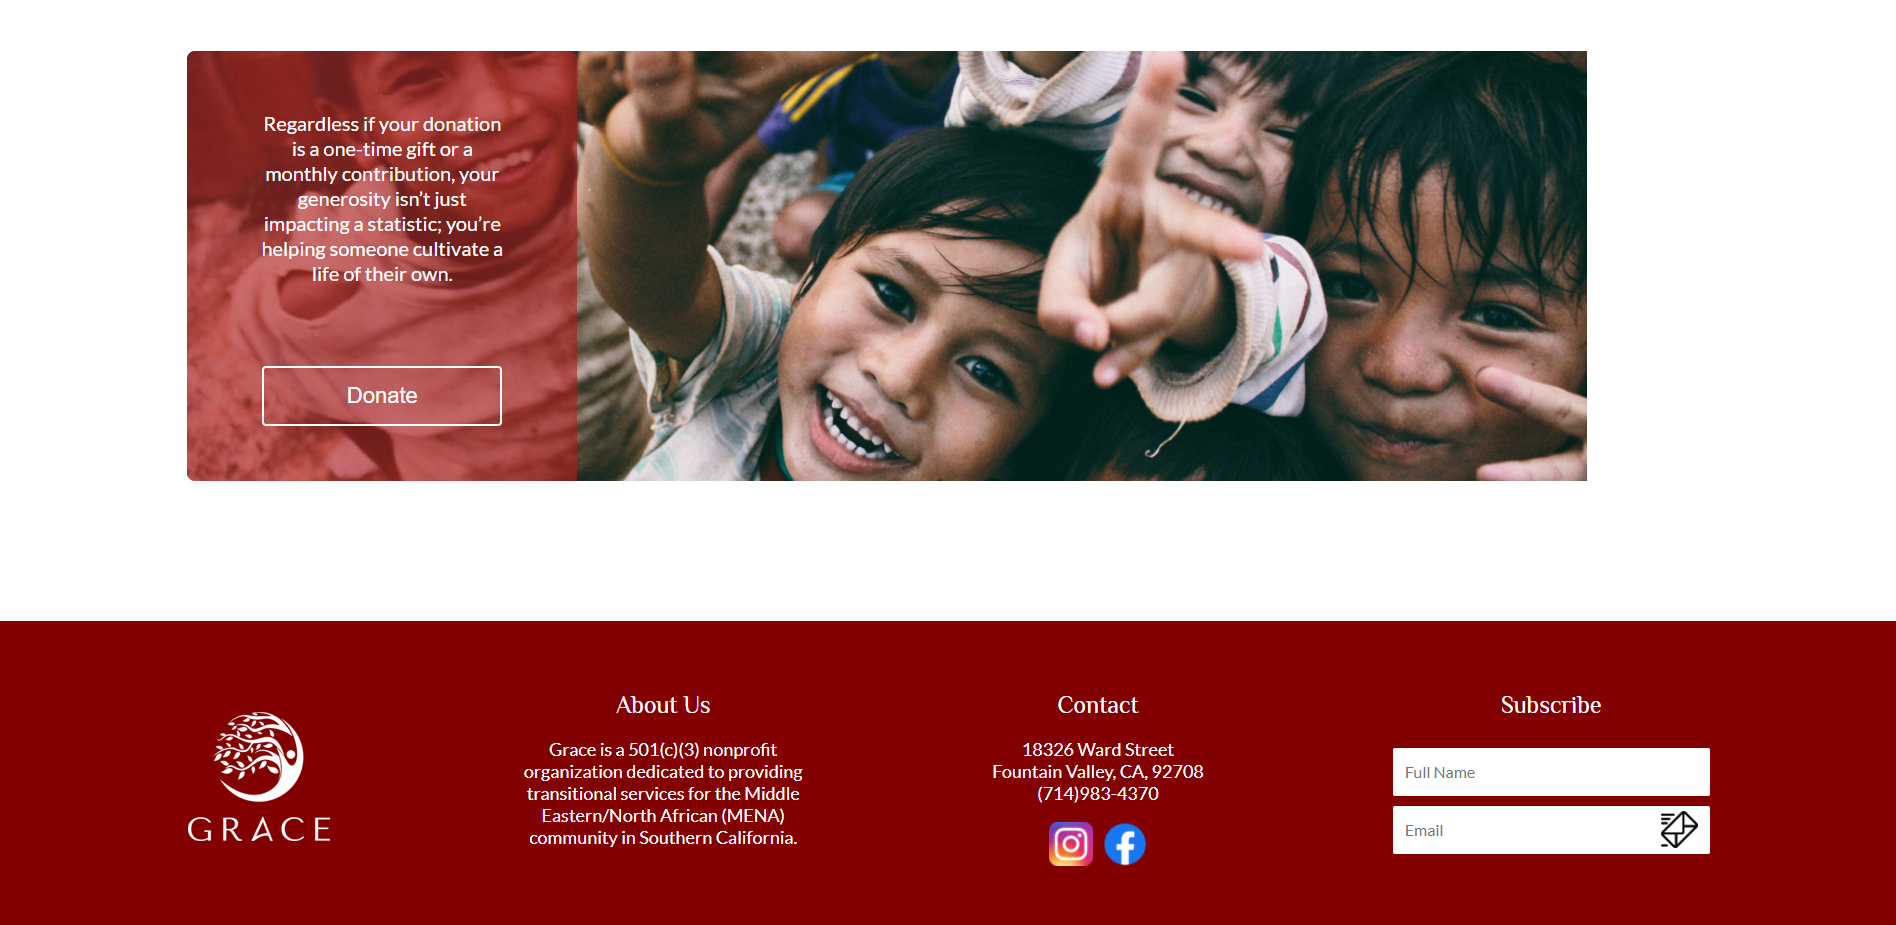 Regardless if your donation
is a one-time gift or a
monthly contribution, your
generosity isn’t just
impacting a statistic; you’re
helping someone cultivate a
life of their own.
Donate
GRACE
About Us
Grace is a 501(c)(3) nonprofit
organization dedicated to providing
transitional services for the Middle
Eastern/North African (MENA)
community in Southern California.
Contact
18326 Ward Street
Fountain Valley, CA, 92708
(714)983-4370
Subscribe
Full Name
Email